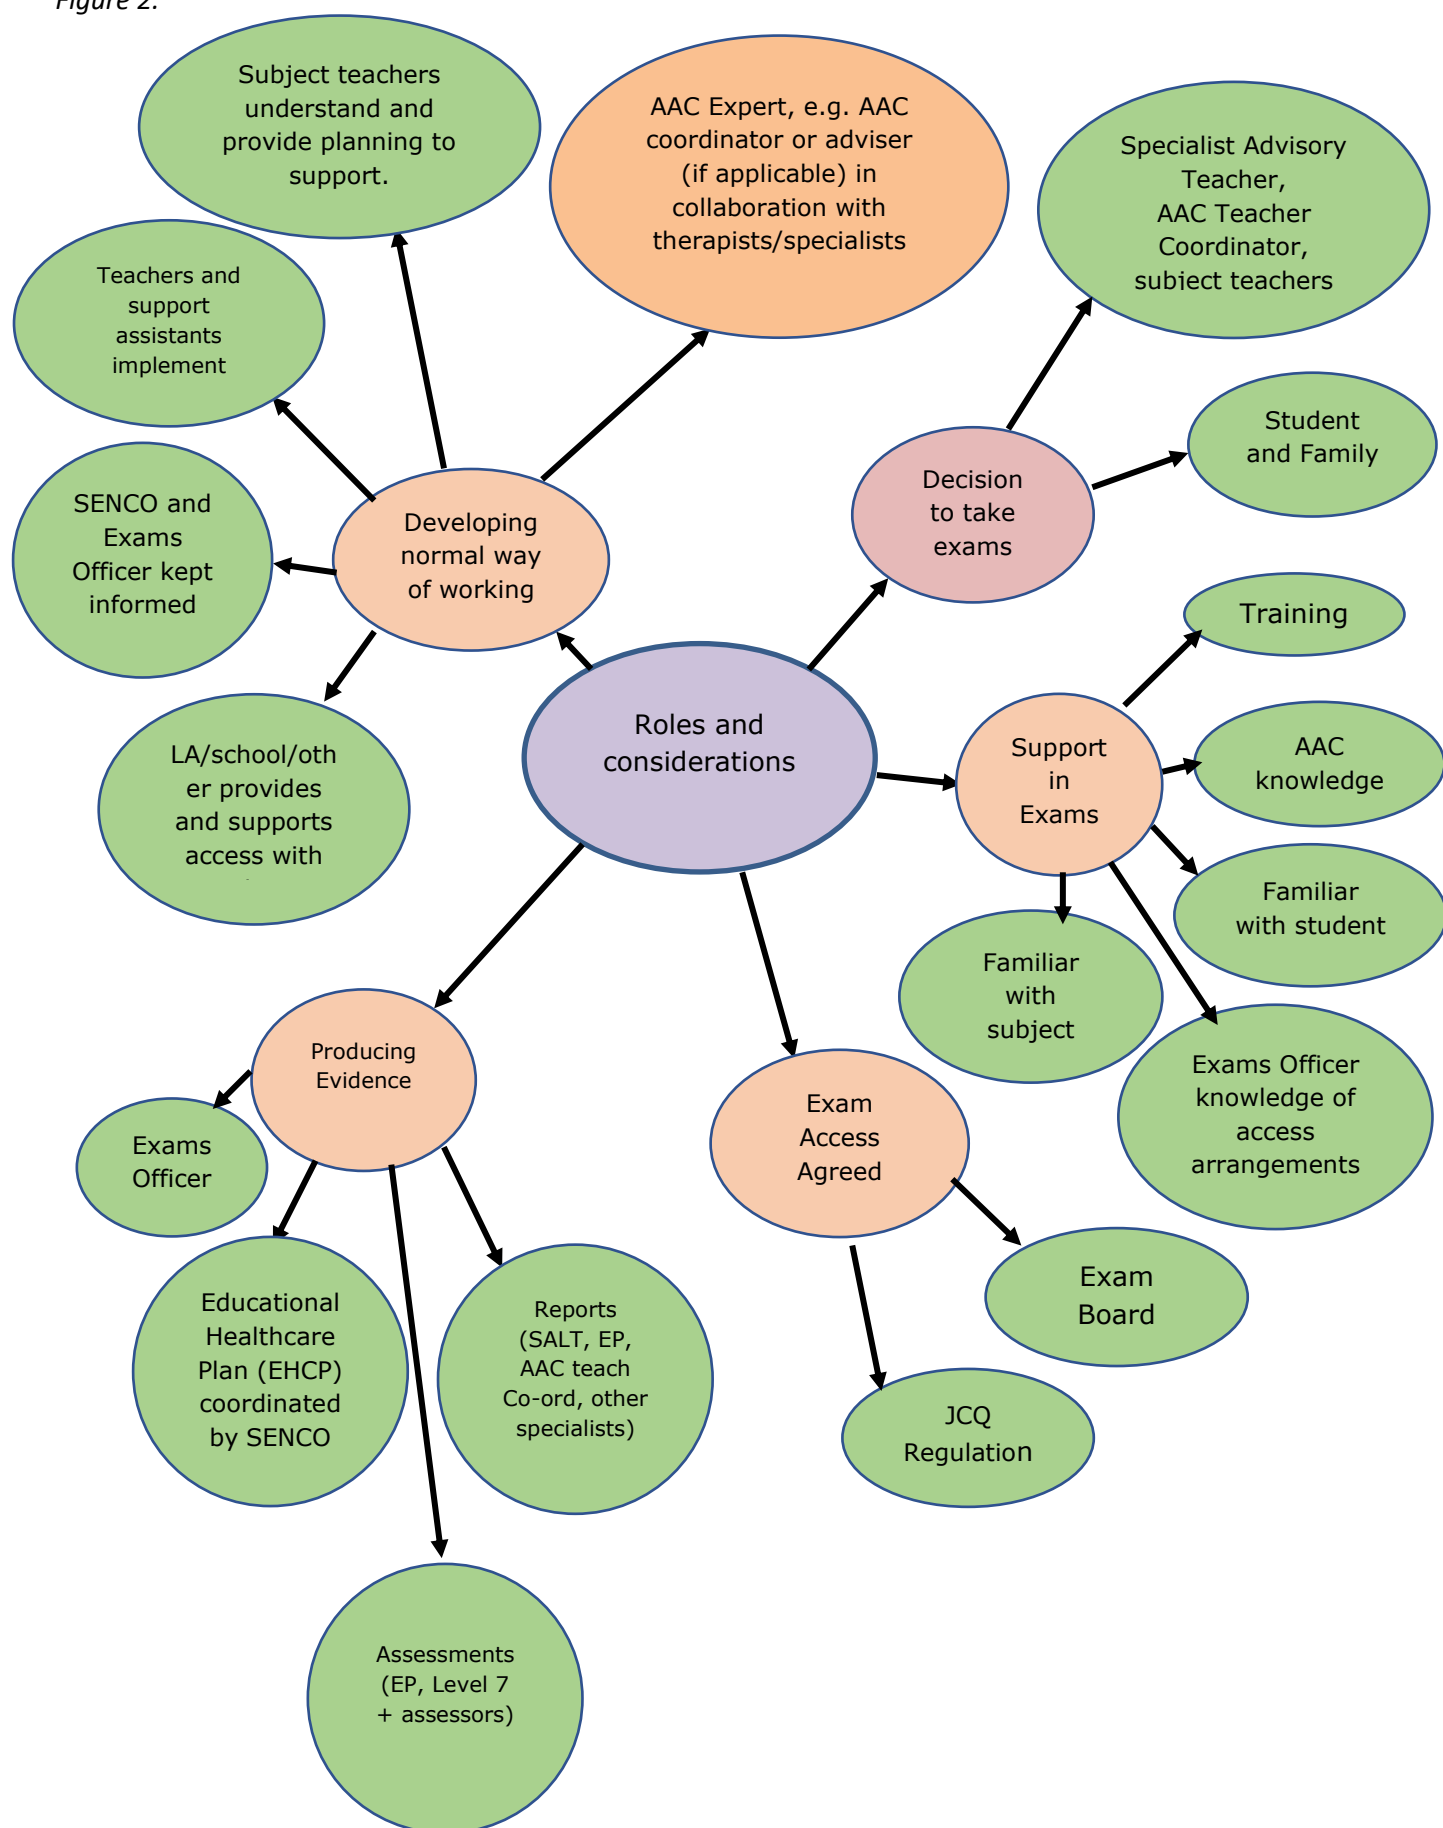 Figure 2.
Subject teachers
understand and
provide planning to
support.
AAC Expert, e.g. AAC
coordinator or adviser
(if applicable) in
collaboration with
therapists/specialists
Specialist Advisory
Teacher,
AAC Teacher
Coordinator,
subject teachers
Teachers and
support
assistants
implement
Student
and Family
SENCO and
Exams
Officer kept
informed
Developing
normal way
of working
Decision
to take
exams
Training
LA/school/oth
er provides
and supports
access with
Roles and
considerations
Support
in
Exams
AAC
knowledge
Familiar
with student
Familiar
with
subject
Exams Officer
knowledge of
access
arrangements
Producing
Evidence
Exams
Officer
Exam
Access
Agreed
Educational
Healthcare
Plan (EHCP)
coordinated
by SENCO
Reports
(SALT, EP,
AAC teach
Co-ord, other
specialists)
Exam
Board
JCQ
Regulation
Assessments
(EP, Level 7
+ assessors)